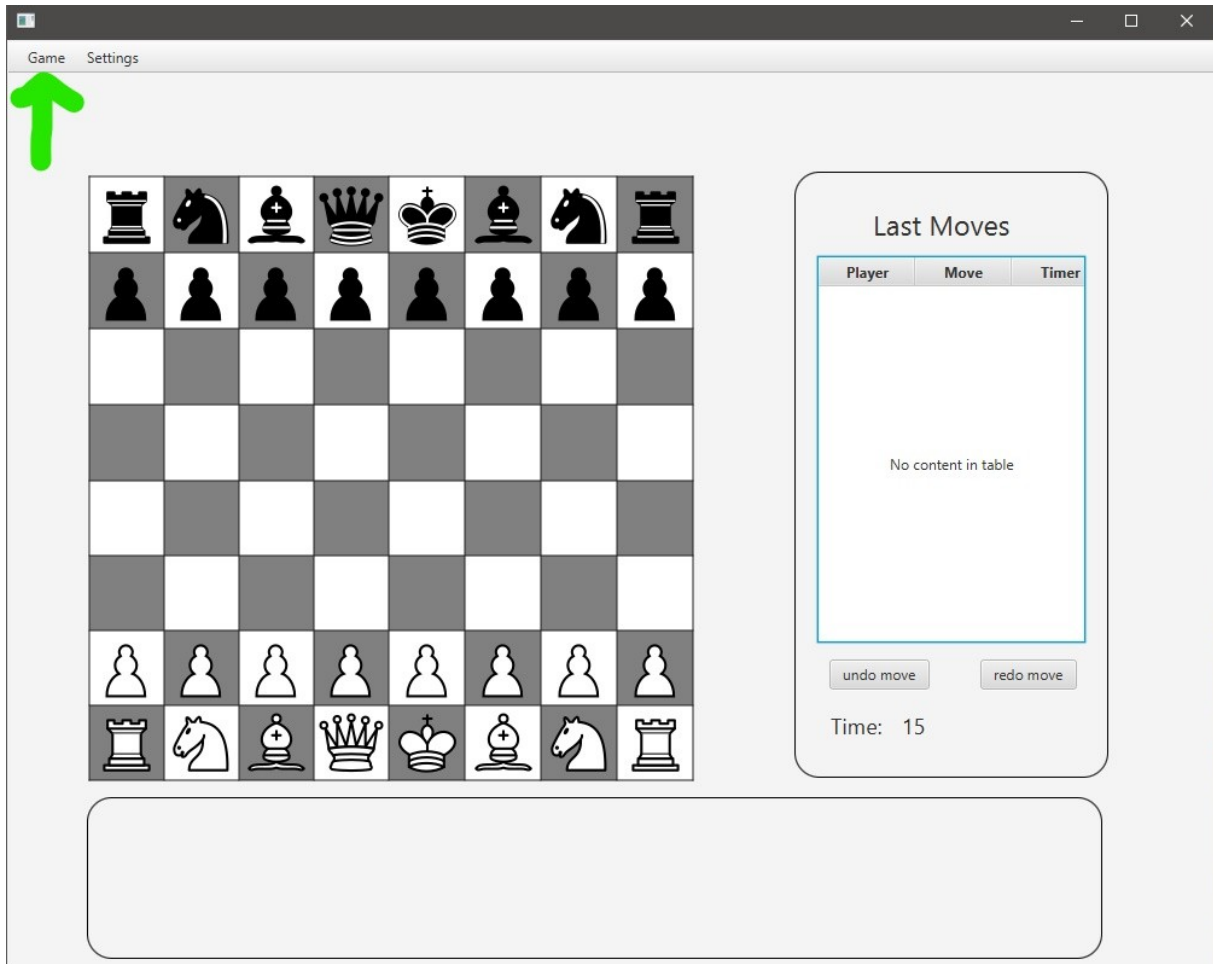 Game Settings
Last Moves
Player Move Timer
No content in table
undo move redo move
Time: 15